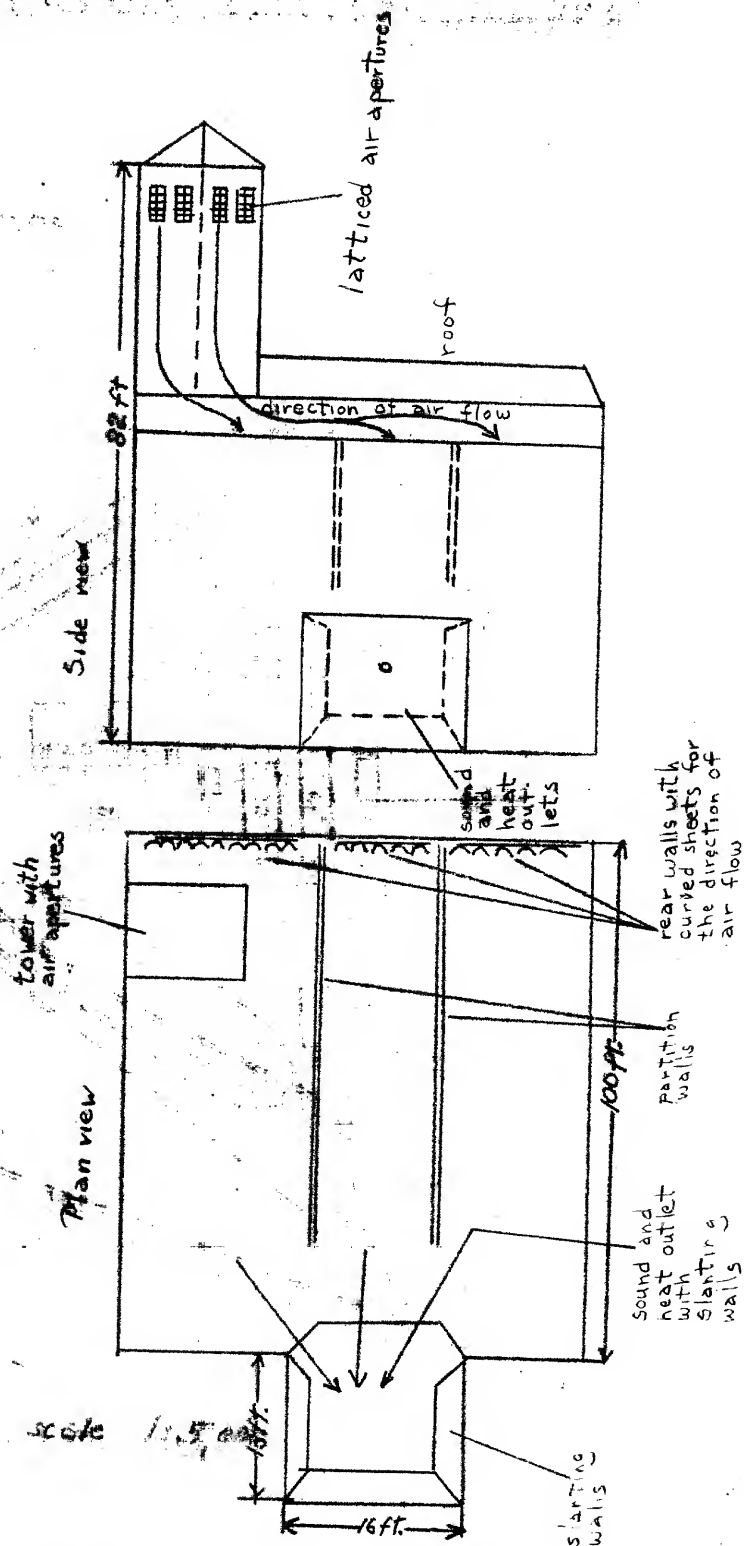 lattíced air apertures
roof
direction of air flow
82 ft
Side view
sound
and
heat
out.
lets
tower with
air apertures
Plan view
rear walls with
curved sheets for
the direction of
air flow
partition
walls
100 ft.
sound and
heat outlet
with
slanting
walls
slanting
walls
16 ft.
scale